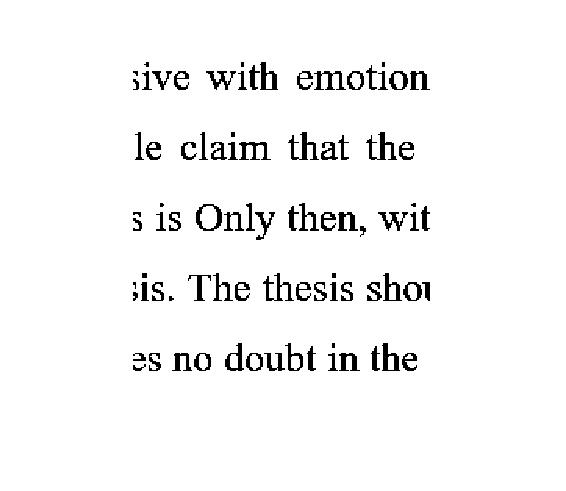 sive with emotion
le claim that the
s is Only then, wit
sis. The thesis shou
es no doubt in the